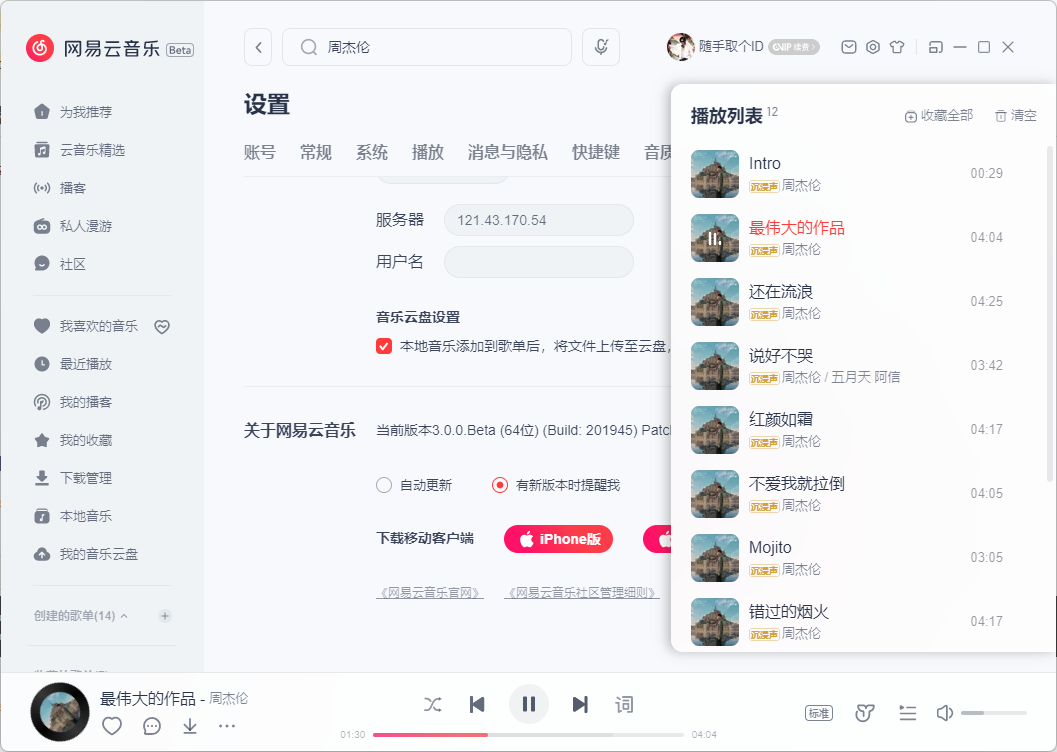 网易云音乐 Beta
周杰伦
随手取个ID
VIP 续费
为我推荐
云音乐精选
播客
私人漫游
社区
我喜欢的音乐
最近播放
我的播客
我的收藏
下载管理
本地音乐
我的音乐云盘
创建的歌单(14)
设置
账号 常规 系统 播放 消息与隐私 快捷键 音质
服务器 121.43.170.54
用户名
音乐云盘设置
本地音乐添加到歌单后，将文件上传至云盘，
关于网易云音乐 当前版本3.0.0.Beta (64位) (Build: 201945) Patc
自动更新 有新版本时提醒我
下载移动客户端 iPhone版
《网易云音乐官网》 《网易云音乐社区管理细则》
播放列表 12 收藏全部 清空
Intro
沉浸声 周杰伦 00:29
最伟大的作品
沉浸声 周杰伦 04:04
还在流浪
沉浸声 周杰伦 04:25
说好不哭
沉浸声 周杰伦 / 五月天 阿信 03:42
红颜如霜
沉浸声 周杰伦 04:17
不爱我就拉倒
沉浸声 周杰伦 04:05
Mojito
沉浸声 周杰伦 03:05
错过的烟火
沉浸声 周杰伦 04:17
最伟大的作品 - 周杰伦
词
01:30 04:04
标准